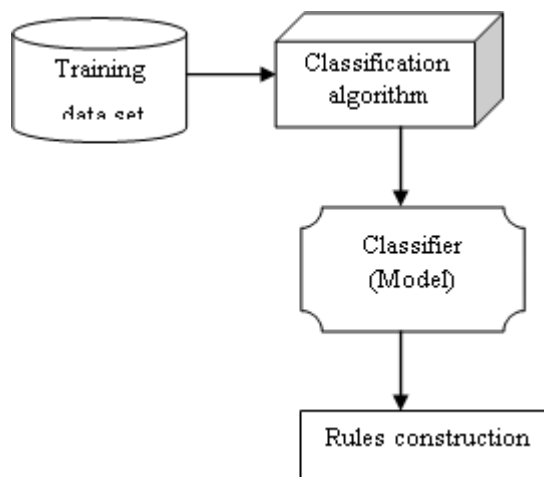 Training
data set
Classification
algorithm
Classifier
(Model)
Rules construction